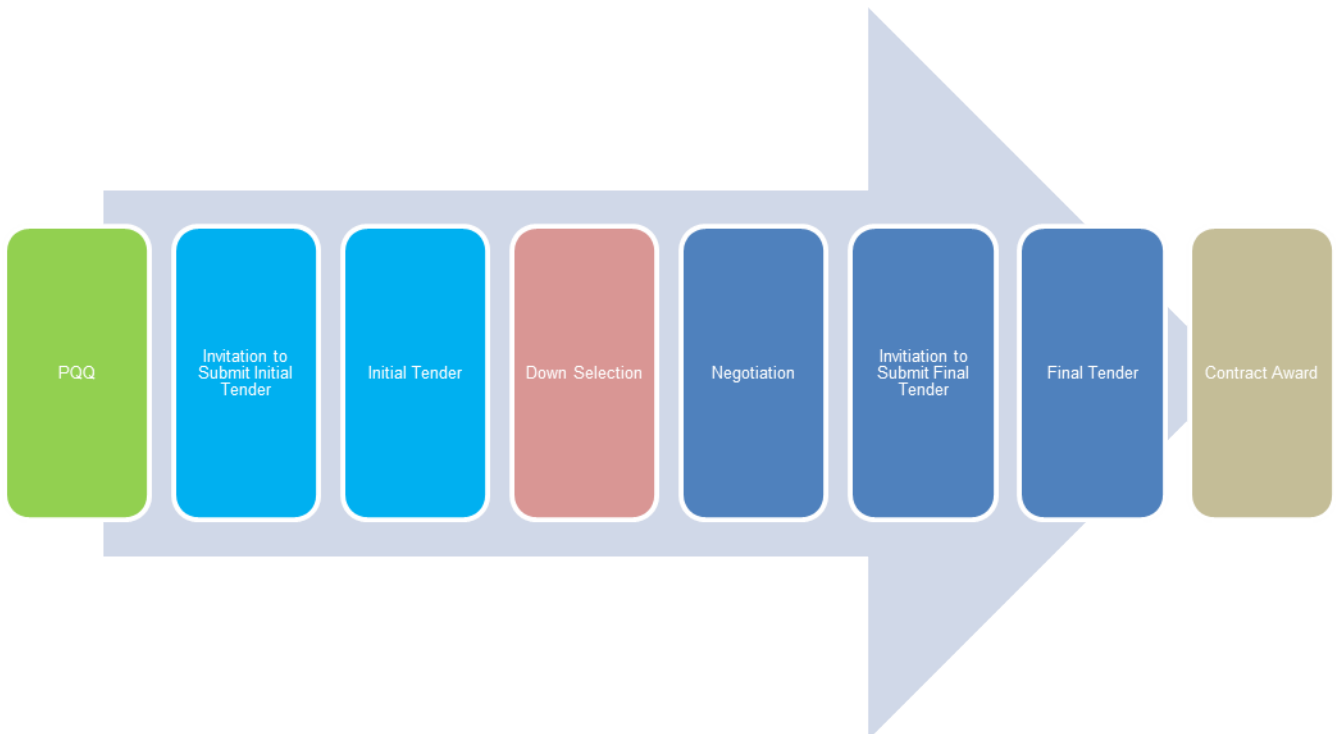 PQQ
Invitation to
Submit Initial
Tender
Initial Tender
Down Selection
Negotiation
Invitiation to
Submit Final
Tender
Final Tender
Contract Award